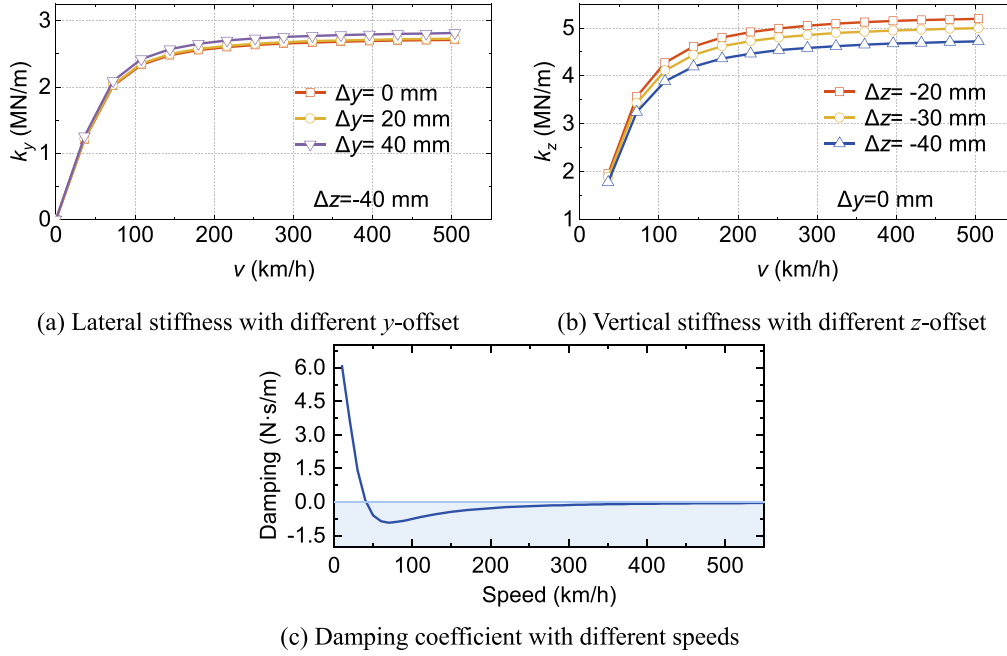 3
2
1
0
k_y (MN/m)
Δy= 0 mm
Δy= 20 mm
Δy= 40 mm
Δz=-40 mm
0 100 200 300 400 500
v (km/h)
(a) Lateral stiffness with different y-offset
5
4
3
2
1
k_z (MN/m)
Δz= -20 mm
Δz= -30 mm
Δz= -40 mm
Δy=0 mm
0 100 200 300 400 500
v (km/h)
(b) Vertical stiffness with different z-offset
6.0
4.5
3.0
1.5
0.0
-1.5
Damping (N·s/m)
0 100 200 300 400 500
Speed (km/h)
(c) Damping coefficient with different speeds